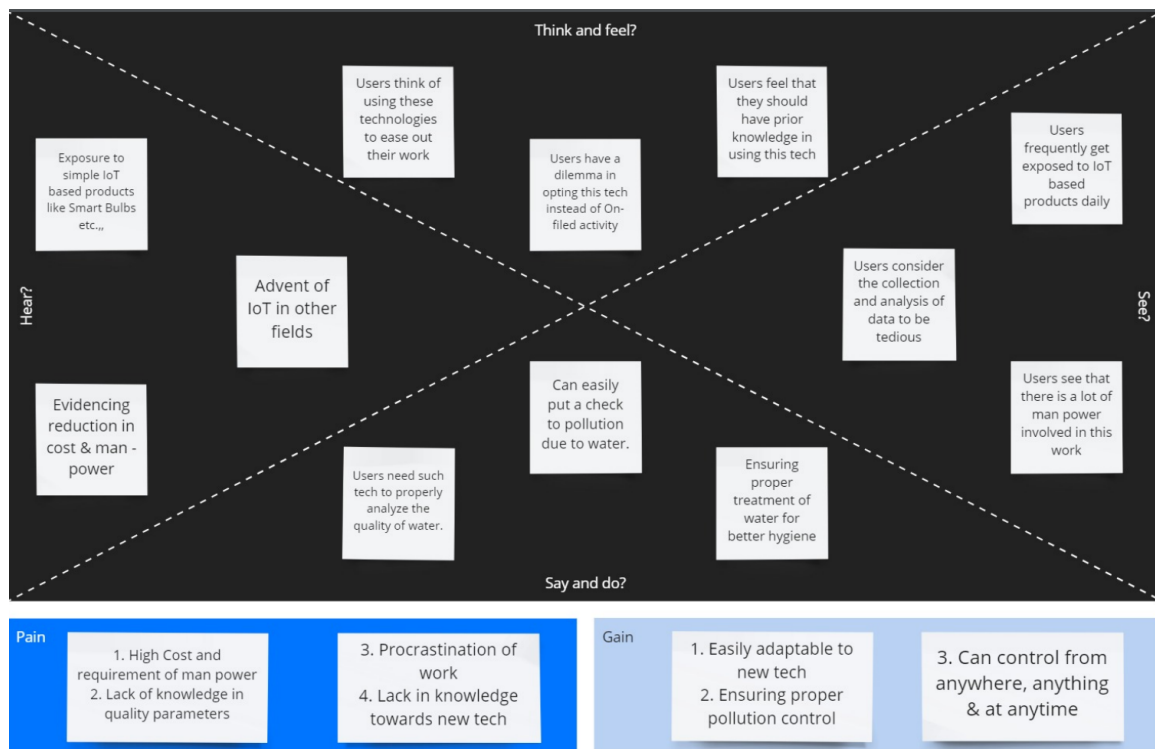 Think and feel?
Users think of
using these
technologies
to ease out
their work
Users have a
dilemma in
opting this tech
instead of On-
filed activity
Users feel that
they should
have prior
knowledge in
using this tech
Hear?
Exposure to
simple IoT
based products
like Smart Bulbs
etc.,,
Advent of
IoT in other
fields
Evidencing
reduction in
cost & man -
power
See?
Users
frequently get
exposed to IoT
based
products daily
Users consider
the collection
and analysis of
data to be
tedious
Users see that
there is a lot of
man power
involved in this
work
Users need such
tech to properly
analyze the
quality of water.
Can easily
put a check
to pollution
due to water.
Ensuring
proper
treatment of
water for
better hygiene
Say and do?
Pain
1. High Cost and
requirement of man power
2. Lack of knowledge in
quality parameters
3. Procrastination of
work
4. Lack in knowledge
towards new tech
Gain
1. Easily adaptable to
new tech
2. Ensuring proper
pollution control
3. Can control from
anywhere, anything
& at anytime